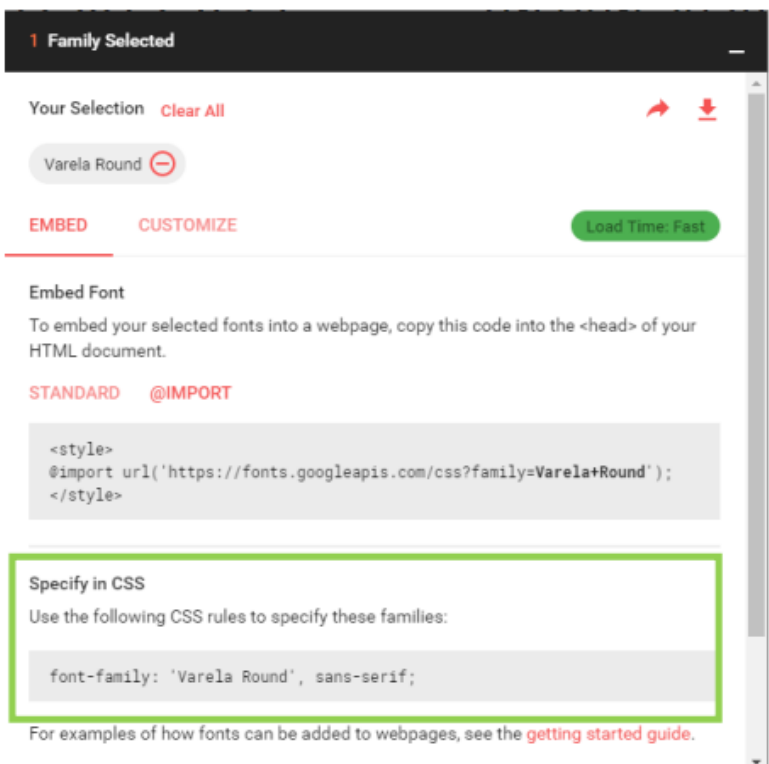 1 Family Selected
Your Selection Clear All
Varela Round
EMBED CUSTOMIZE Load Time: Fast
Embed Font
To embed your selected fonts into a webpage, copy this code into the <head> of your
HTML document.
STANDARD @IMPORT
<style>
@import url('https://fonts.googleapis.com/css?family=Varela+Round');
</style>
Specify in CSS
Use the following CSS rules to specify these families:
font-family: 'Varela Round', sans-serif;
For examples of how fonts can be added to webpages, see the getting started guide.